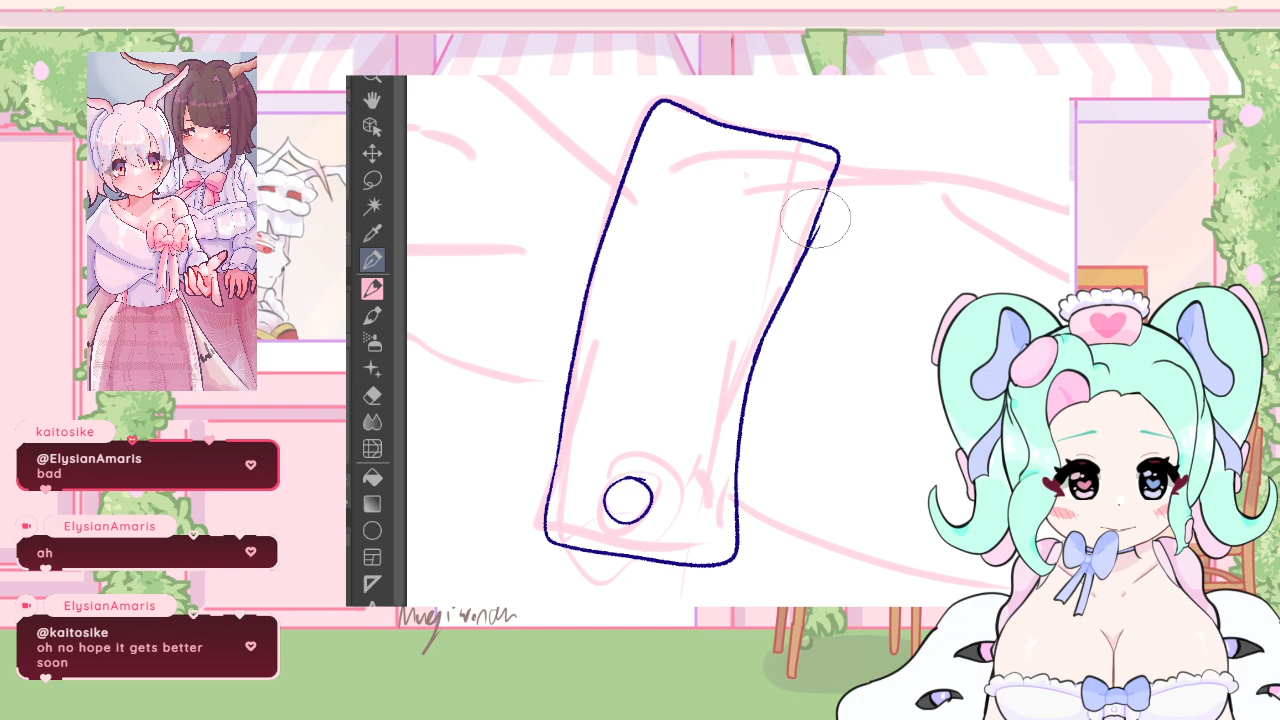 kaitosike
@ElysianAmaris
bad
ElysianAmaris
ah
ElysianAmaris
@kaitosike
oh no hope it gets better
soon